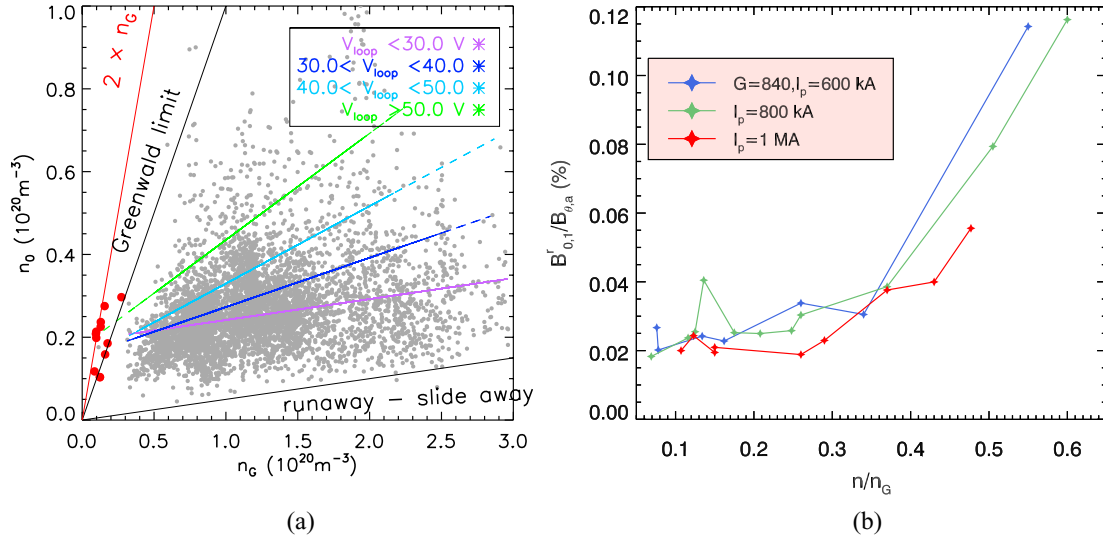 2 × n_G
Greenwald limit
V_loop <30.0 V
30.0< V_loop <40.0
40.0< V_loop <50.0
V_loop >50.0 V
runaway – slide away
1.0
0.8
0.6
0.4
0.2
0.0
n_0 (10^20 m^-3)
0.0 0.5 1.0 1.5 2.0 2.5 3.0
n_G (10^20 m^-3)
(a)
G=840,I_p=600 kA
I_p=800 kA
I_p=1 MA
0.12
0.10
0.08
0.06
0.04
0.02
0.00
B^r_0,1/B_θ,a (%)
0.1 0.2 0.3 0.4 0.5 0.6
n/n_G
(b)